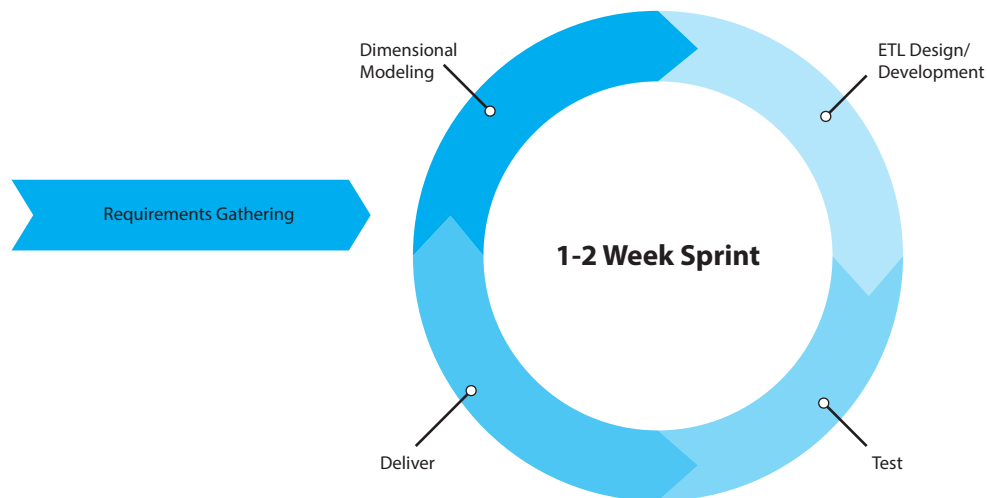 Dimensional
Modeling
ETL Design/
Development
Requirements Gathering
1-2 Week Sprint
Deliver
Test